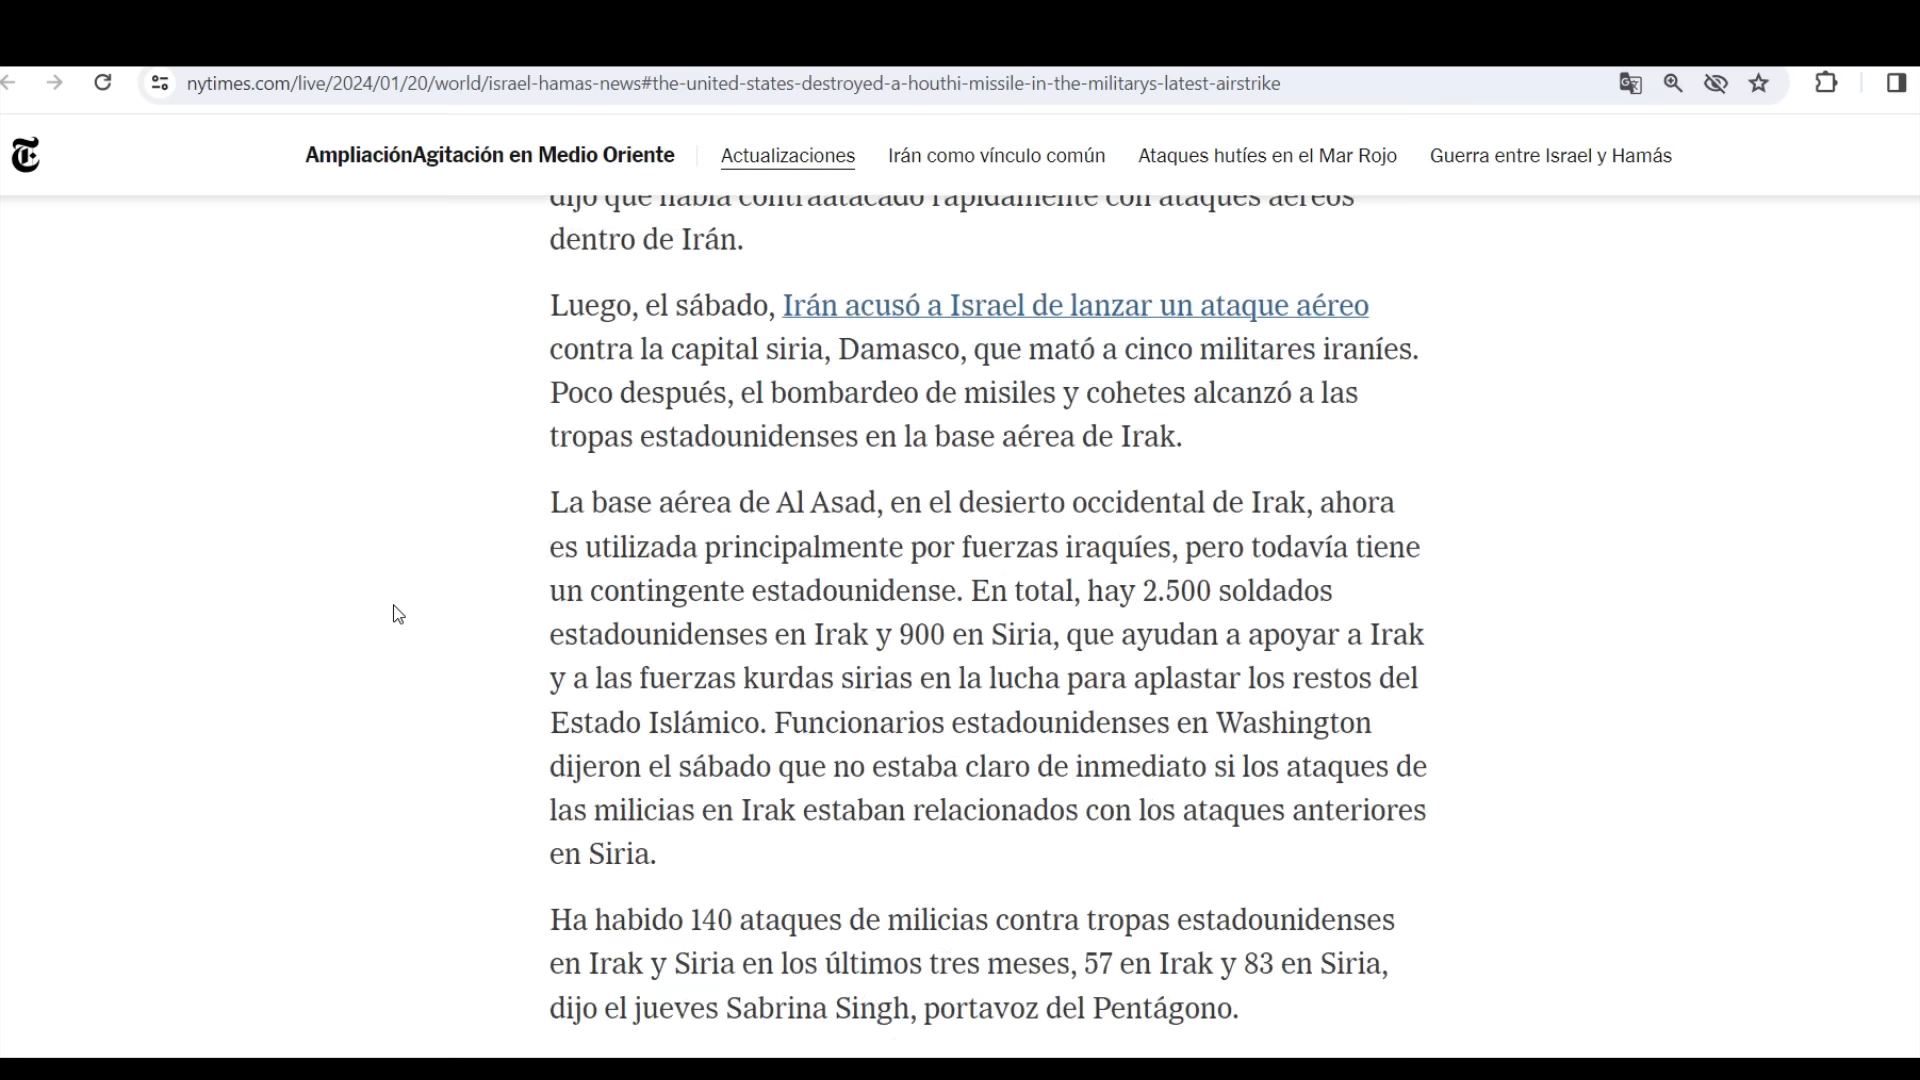 nytimes.com/live/2024/01/20/world/israel-hamas-news#the-united-states-destroyed-a-houthi-missile-in-the-militarys-latest-airstrike
AmpliaciónAgitación en Medio Oriente Actualizaciones Irán como vínculo común Ataques hutíes en el Mar Rojo Guerra entre Israel y Hamás
dijo que había contraatacado rápidamente con ataques aéreos
dentro de Irán.
Luego, el sábado, Irán acusó a Israel de lanzar un ataque aéreo
contra la capital siria, Damasco, que mató a cinco militares iraníes.
Poco después, el bombardeo de misiles y cohetes alcanzó a las
tropas estadounidenses en la base aérea de Irak.
La base aérea de Al Asad, en el desierto occidental de Irak, ahora
es utilizada principalmente por fuerzas iraquíes, pero todavía tiene
un contingente estadounidense. En total, hay 2.500 soldados
estadounidenses en Irak y 900 en Siria, que ayudan a apoyar a Irak
y a las fuerzas kurdas sirias en la lucha para aplastar los restos del
Estado Islámico. Funcionarios estadounidenses en Washington
dijeron el sábado que no estaba claro de inmediato si los ataques de
las milicias en Irak estaban relacionados con los ataques anteriores
en Siria.
Ha habido 140 ataques de milicias contra tropas estadounidenses
en Irak y Siria en los últimos tres meses, 57 en Irak y 83 en Siria,
dijo el jueves Sabrina Singh, portavoz del Pentágono.